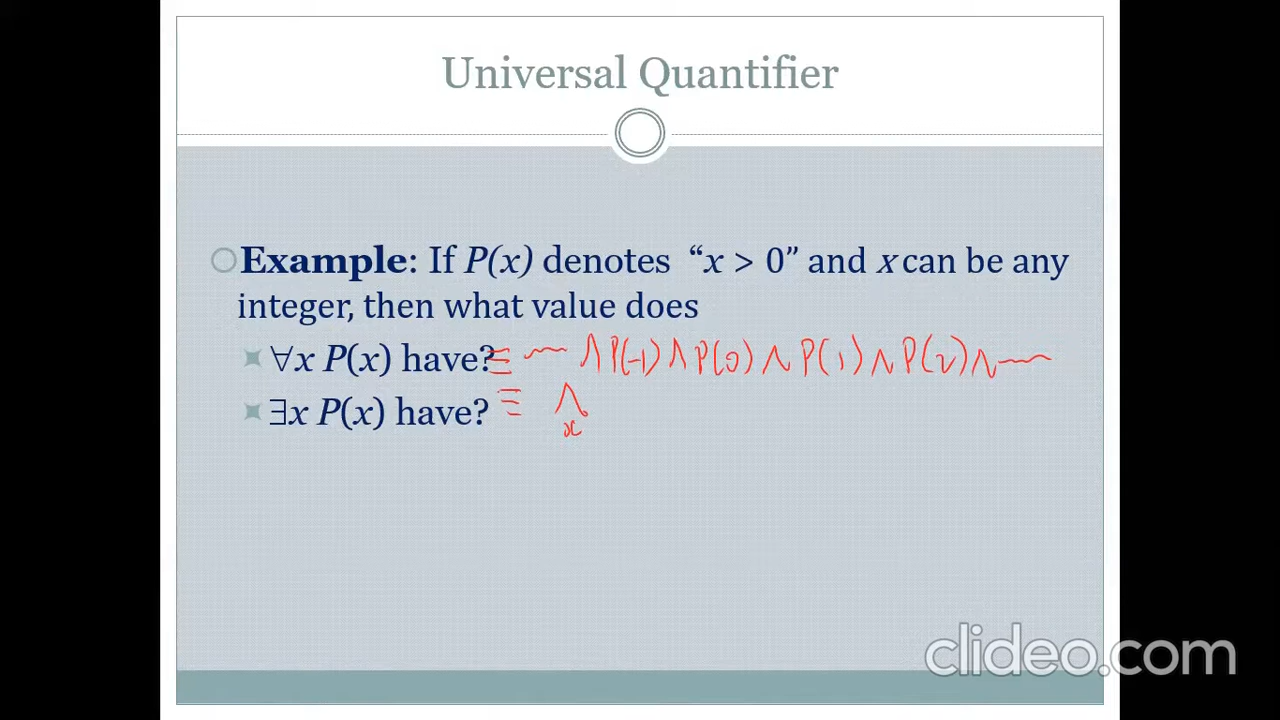 Universal Quantifier
Example: If P(x) denotes “x > 0” and x can be any
integer, then what value does
∀x P(x) have? ≡ ~~ ∧ P(-1) ∧ P(0) ∧ P(1) ∧ P(2) ∧ ~~
∃x P(x) have? ≡ ∧
x
clideo.com